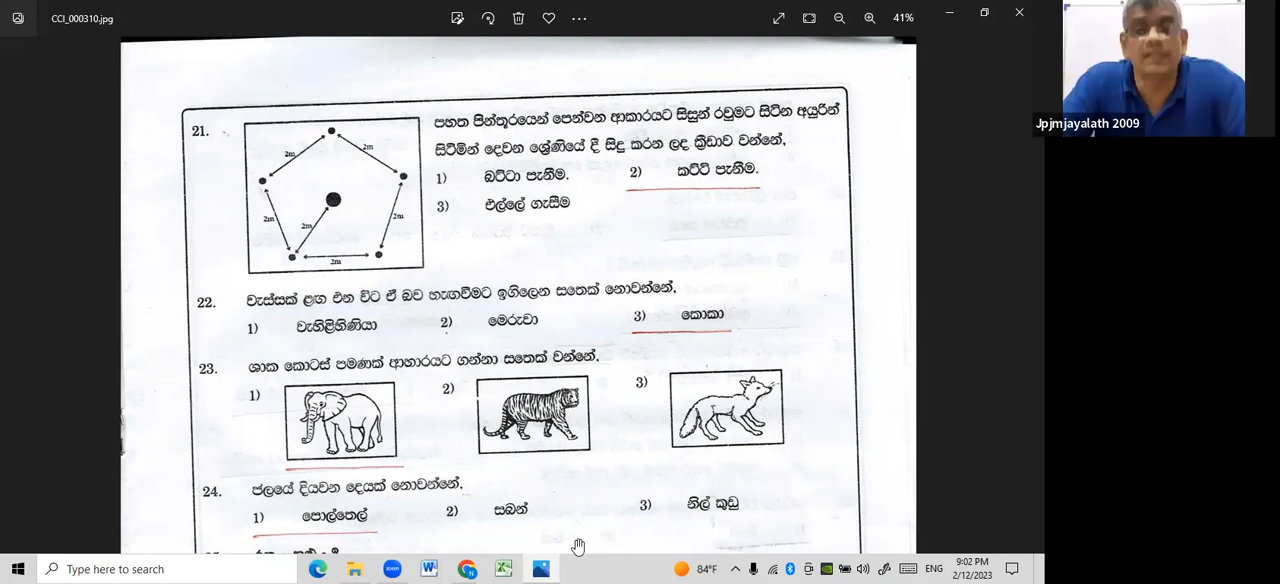 CCI_000310.jpg
41%
Jpjmjayalath 2009
21.
පහත පින්තූරයෙන් පෙන්වන ආකාරයට සිසුන් රවුමට සිටින අයුරින්
සිටිමින් දෙවන ශ්‍රේණියේ දී සිදු කරන ලද ක්‍රීඩාව වන්නේ,
1) බට්ටා පැනීම. 2) කට්ටි පැනීම.
3) එල්ලේ ගැසීම
2m 2m
2m 2m 2m
2m
22. වැස්සක් ළඟ එන විට ඒ බව හැඟවීමට ඉගිලෙන සතෙක් නොවන්නේ,
1) වැහිළිහිණියා 2) මෙරුවා 3) කොකා
23. ශාක කොටස් පමණක් ආහාරයට ගන්නා සතෙක් වන්නේ,
1) 2) 3)
24. ජලයේ දියවන දෙයක් නොවන්නේ,
1) පොල්තෙල් 2) සබන් 3) නිල් කුඩු
Type here to search
zoom
84°F
ENG
9:02 PM
2/12/2023